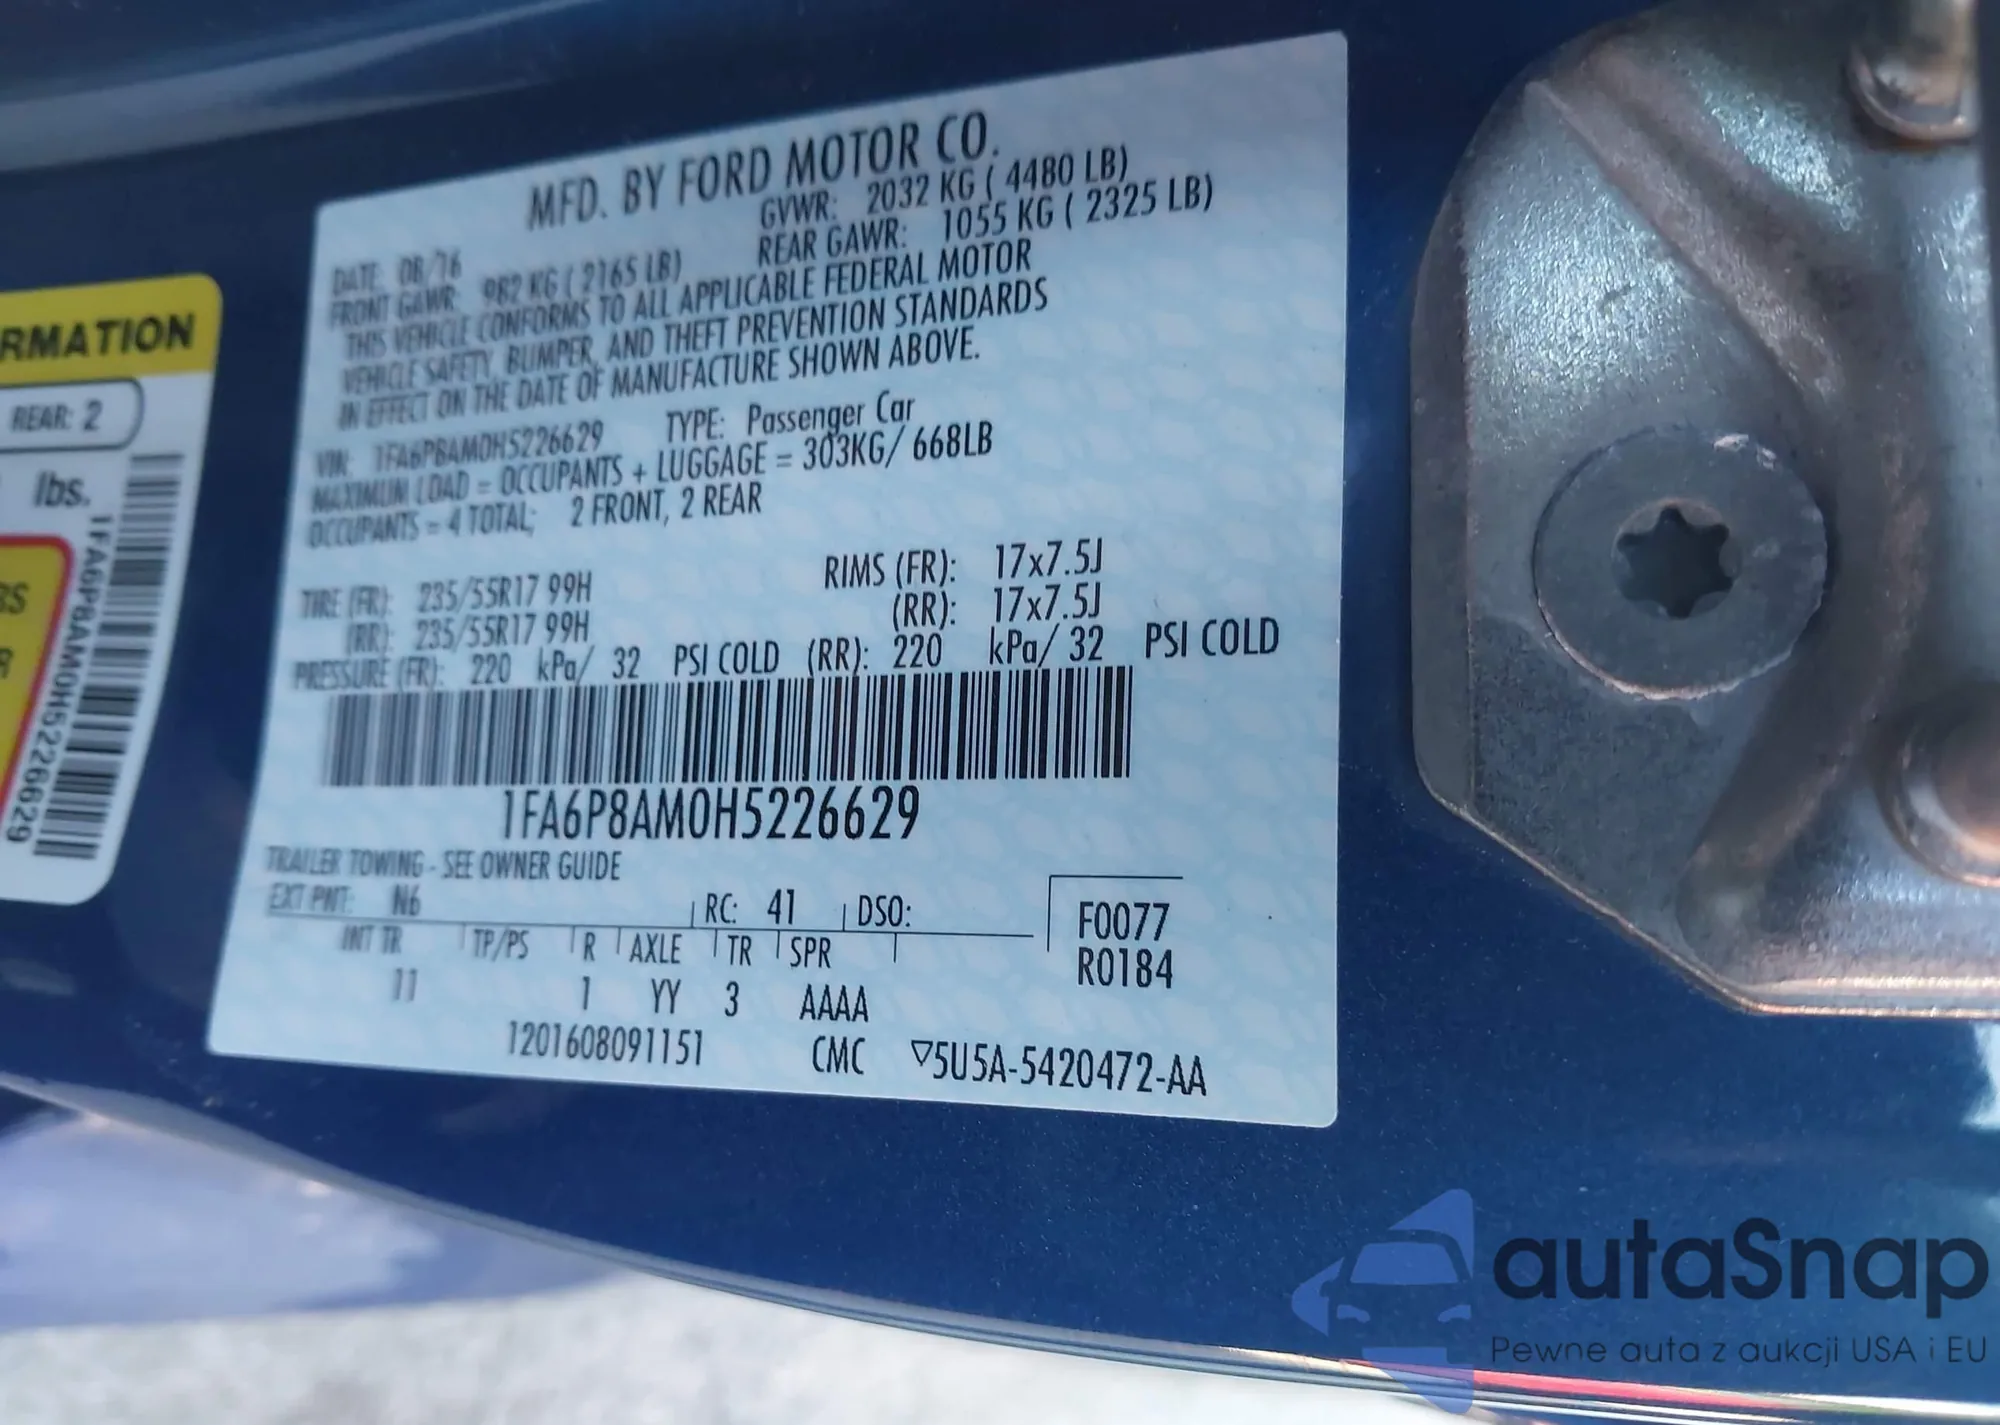 MFD. BY FORD MOTOR CO.
DATE: 08/16 GVWR: 2032 KG ( 4480 LB)
FRONT GAWR: 982 KG ( 2165 LB) REAR GAWR: 1055 KG ( 2325 LB)
THIS VEHICLE CONFORMS TO ALL APPLICABLE FEDERAL MOTOR
VEHICLE SAFETY, BUMPER, AND THEFT PREVENTION STANDARDS
IN EFFECT ON THE DATE OF MANUFACTURE SHOWN ABOVE.
VIN: 1FA6P8AM0H5226629 TYPE: Passenger Car
MAXIMUM LOAD = OCCUPANTS + LUGGAGE = 303KG/ 668LB
OCCUPANTS = 4 TOTAL; 2 FRONT, 2 REAR
TIRE (FR): 235/55R17 99H RIMS (FR): 17x7.5J
(RR): 235/55R17 99H (RR): 17x7.5J
PRESSURE (FR): 220 kPa/ 32 PSI COLD (RR): 220 kPa/ 32 PSI COLD
1FA6P8AM0H5226629
TRAILER TOWING - SEE OWNER GUIDE
EXT PNT: N6 RC: 41 DSO: F0077
INT TR TP/PS R AXLE TR SPR R0184
11 1 YY 3 AAAA
1201608091151 CMC ▽5U5A-5420472-AA
RMATION
REAR: 2
lbs.
1FA6P8AM0H5226629
BS
R
autaSnap
Pewne auta z aukcji USA i EU